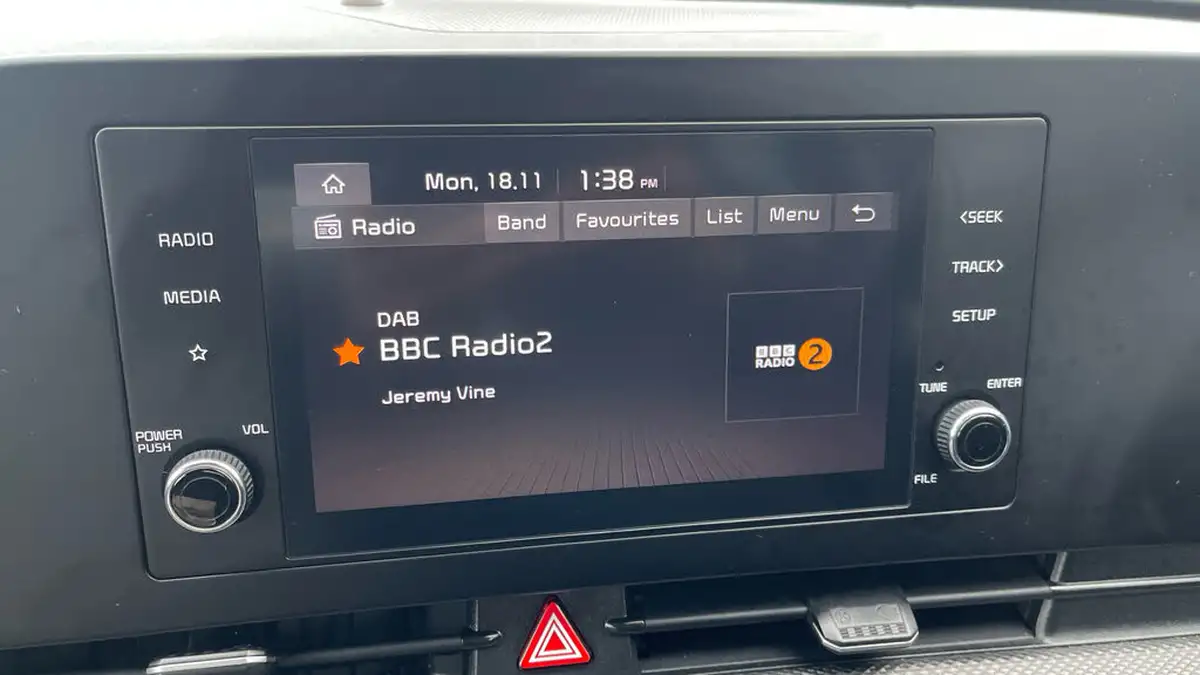 Mon, 18.11 1:38 PM
Radio Band Favourites List Menu
DAB
BBC Radio2
Jeremy Vine
BBC
RADIO 2
RADIO
MEDIA
POWER
PUSH
VOL
<SEEK
TRACK>
SETUP
TUNE
ENTER
FILE